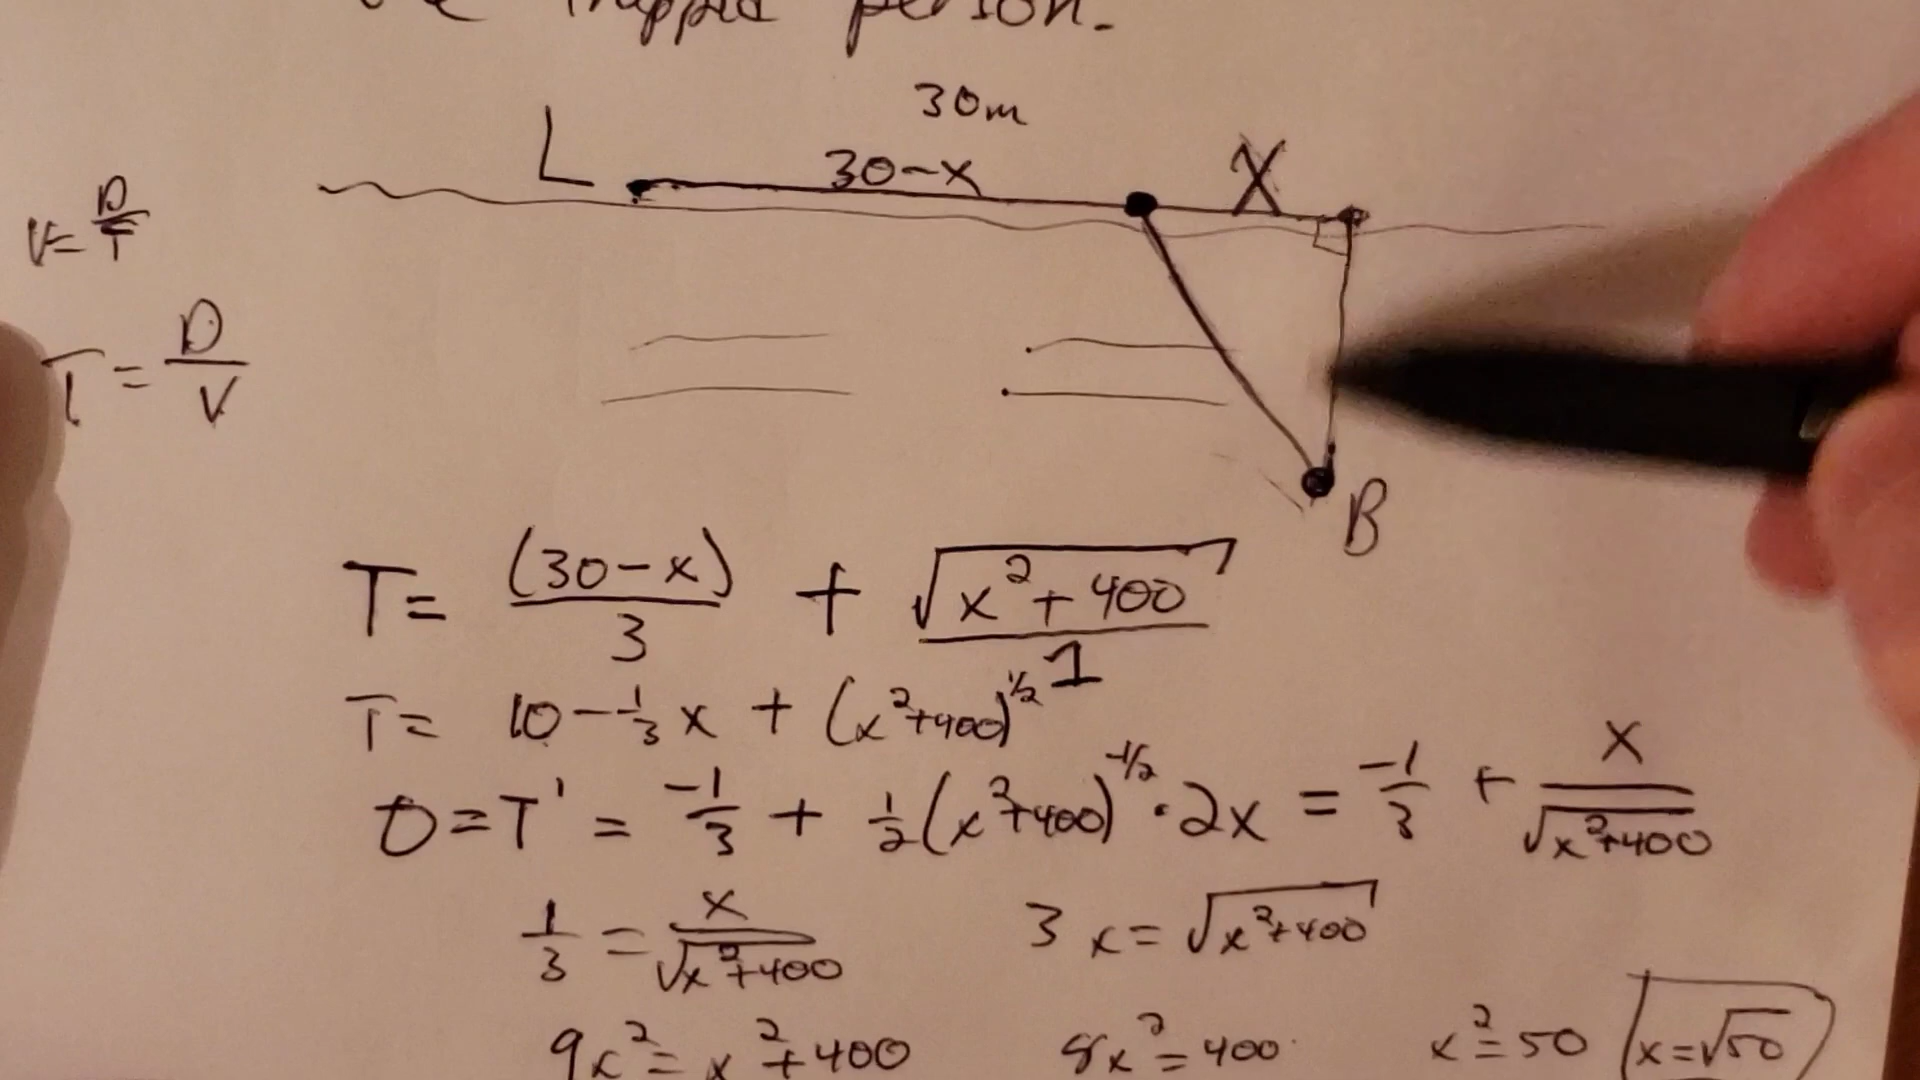 person.
30m
L 30-x X
V = D/T
T = D/V
B
T = (30-x)/3 + √(x²+400)/1
T = 10 - 1/3 x + (x²+400)^1/2
0 = T' = -1/3 + 1/2 (x²+400)^-1/2 · 2x = -1/3 + x/√(x²+400)
1/3 = x/√(x²+400) 3x = √(x²+400)
9x² = x²+400 8x² = 400 x² = 50 x = √50